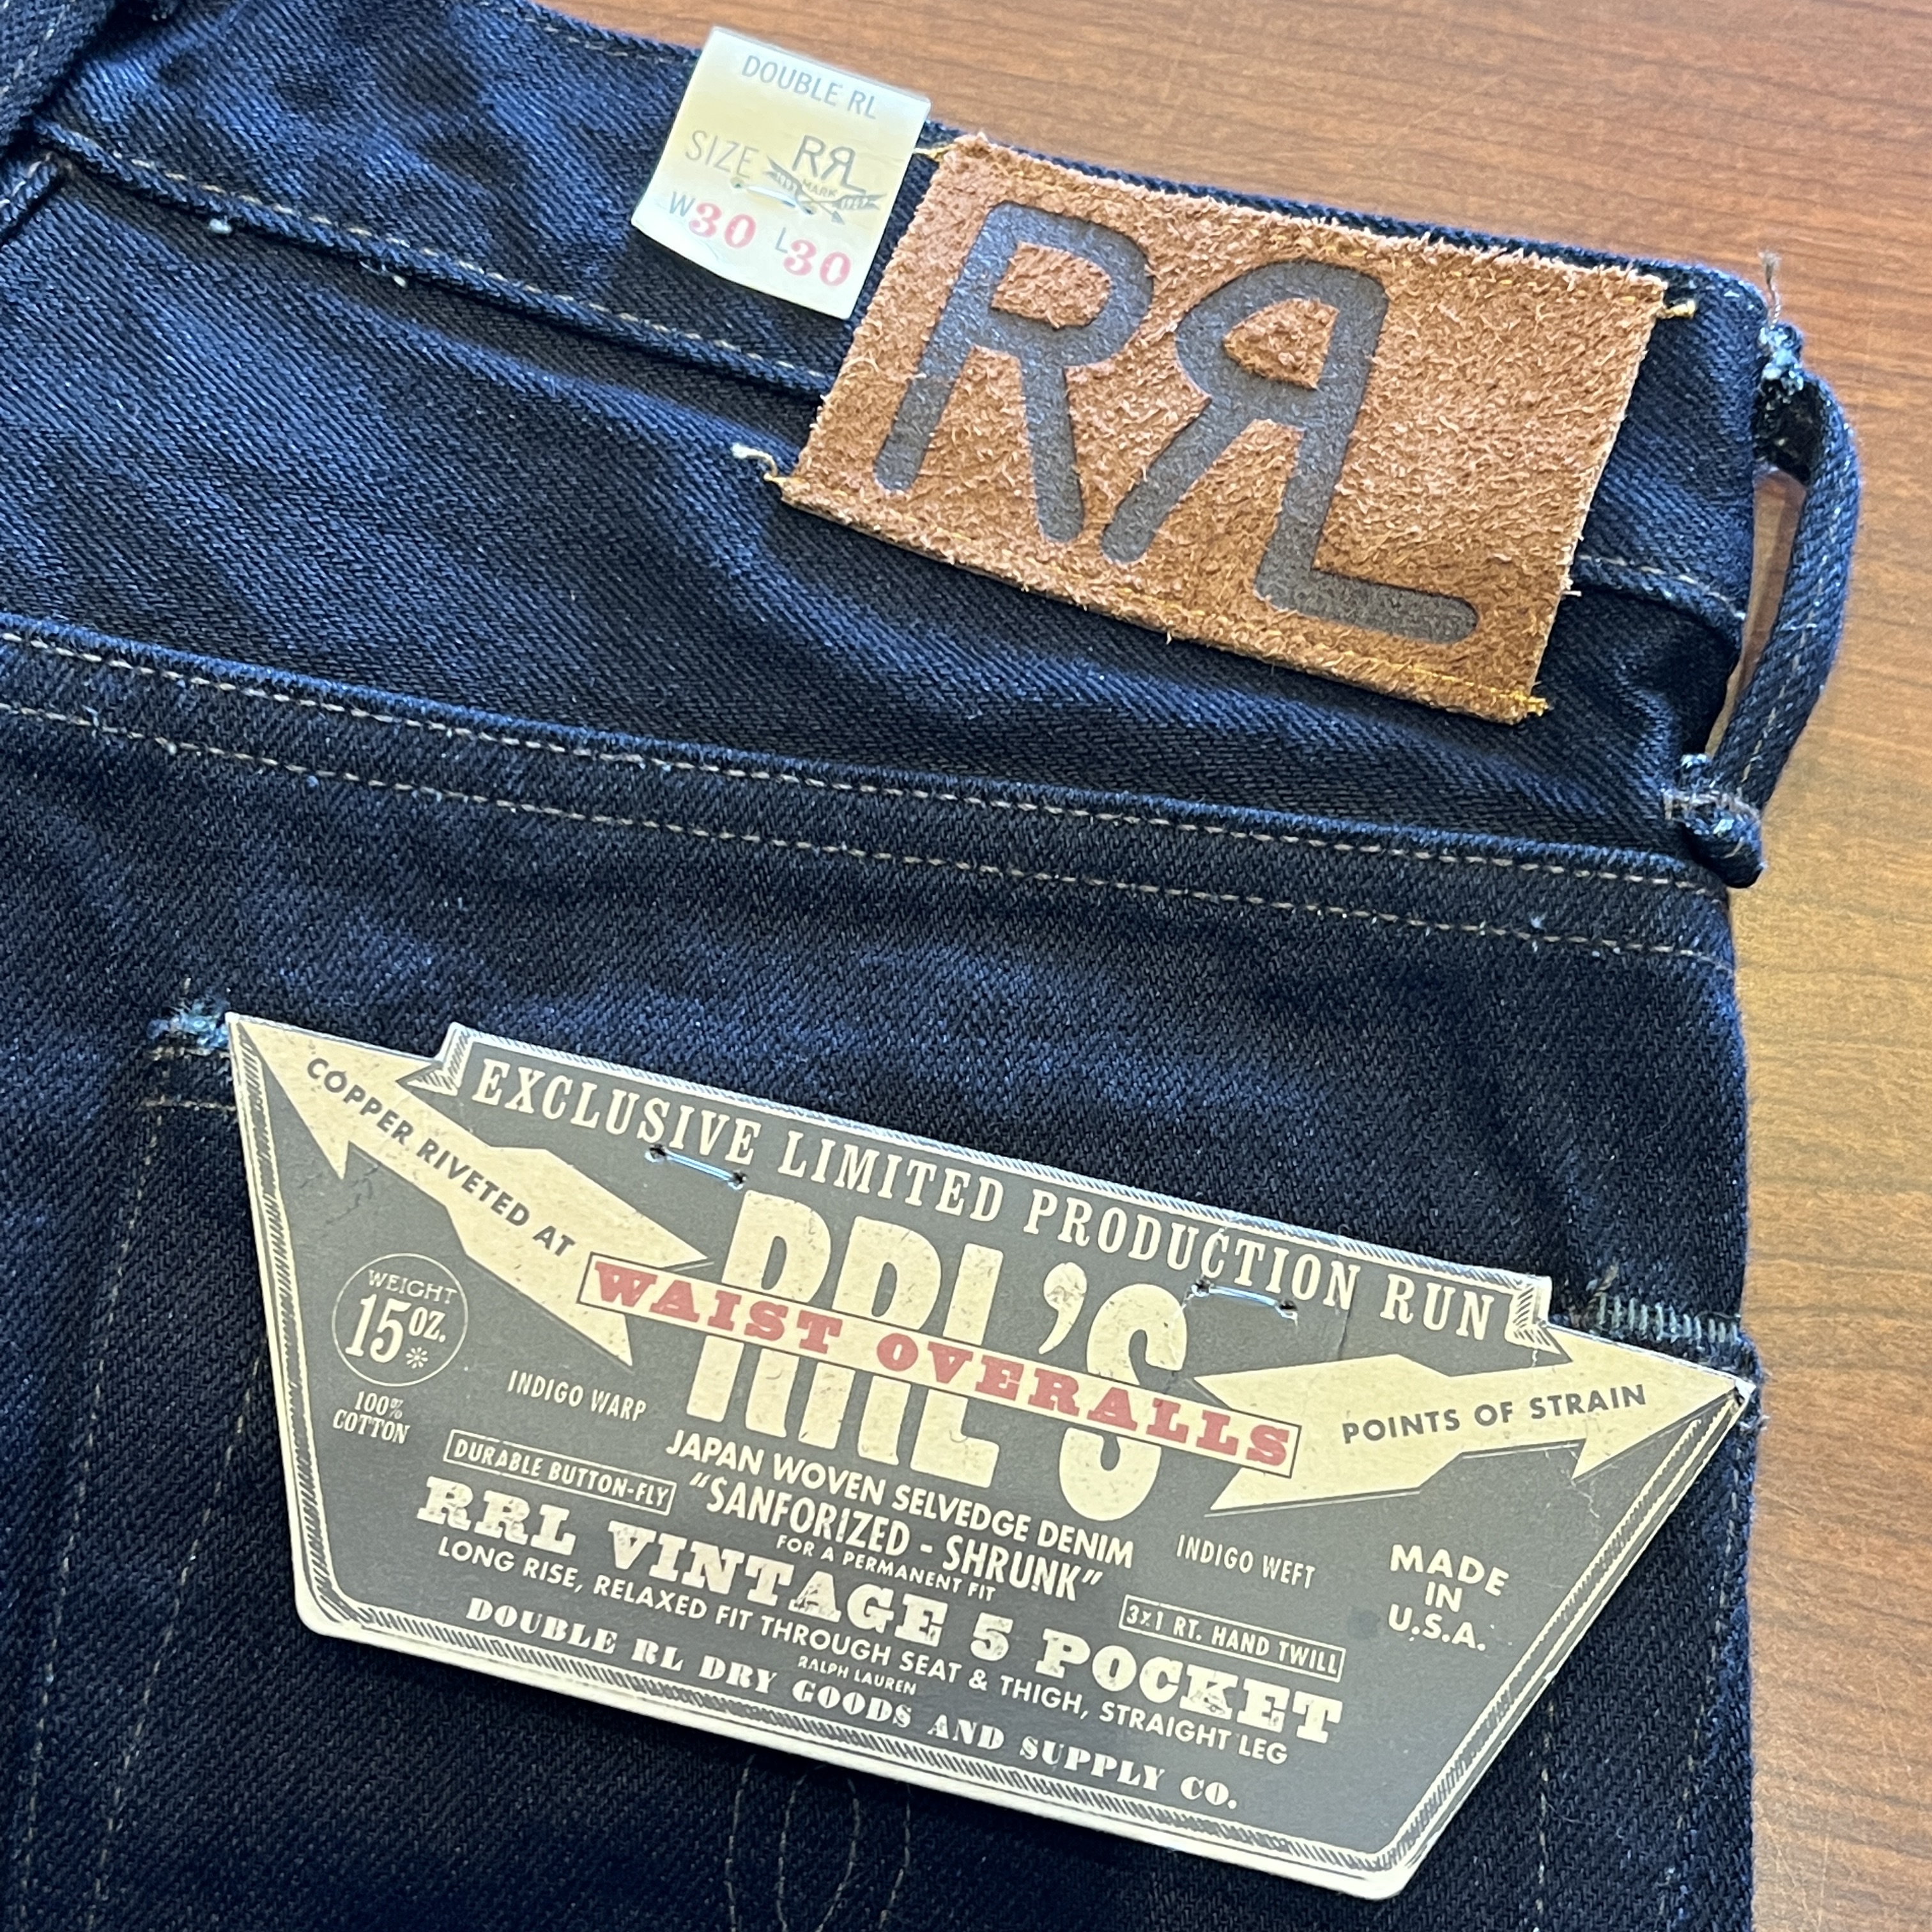 DOUBLE RL
SIZE RRL
MARK
W30 L30
RRL
EXCLUSIVE LIMITED PRODUCTION RUN
COPPER RIVETED AT
RRL'S
WAIST OVERALLS
POINTS OF STRAIN
WEIGHT
15 OZ.
100%
COTTON
INDIGO WARP
JAPAN WOVEN SELVEDGE DENIM
DURABLE BUTTON-FLY
"SANFORIZED - SHRUNK"
FOR A PERMANENT FIT
INDIGO WEFT
MADE
IN
U.S.A.
3x1 RT. HAND TWILL
RRL VINTAGE 5 POCKET
LONG RISE, RELAXED FIT THROUGH SEAT & THIGH, STRAIGHT LEG
RALPH LAUREN
DOUBLE RL DRY GOODS AND SUPPLY CO.